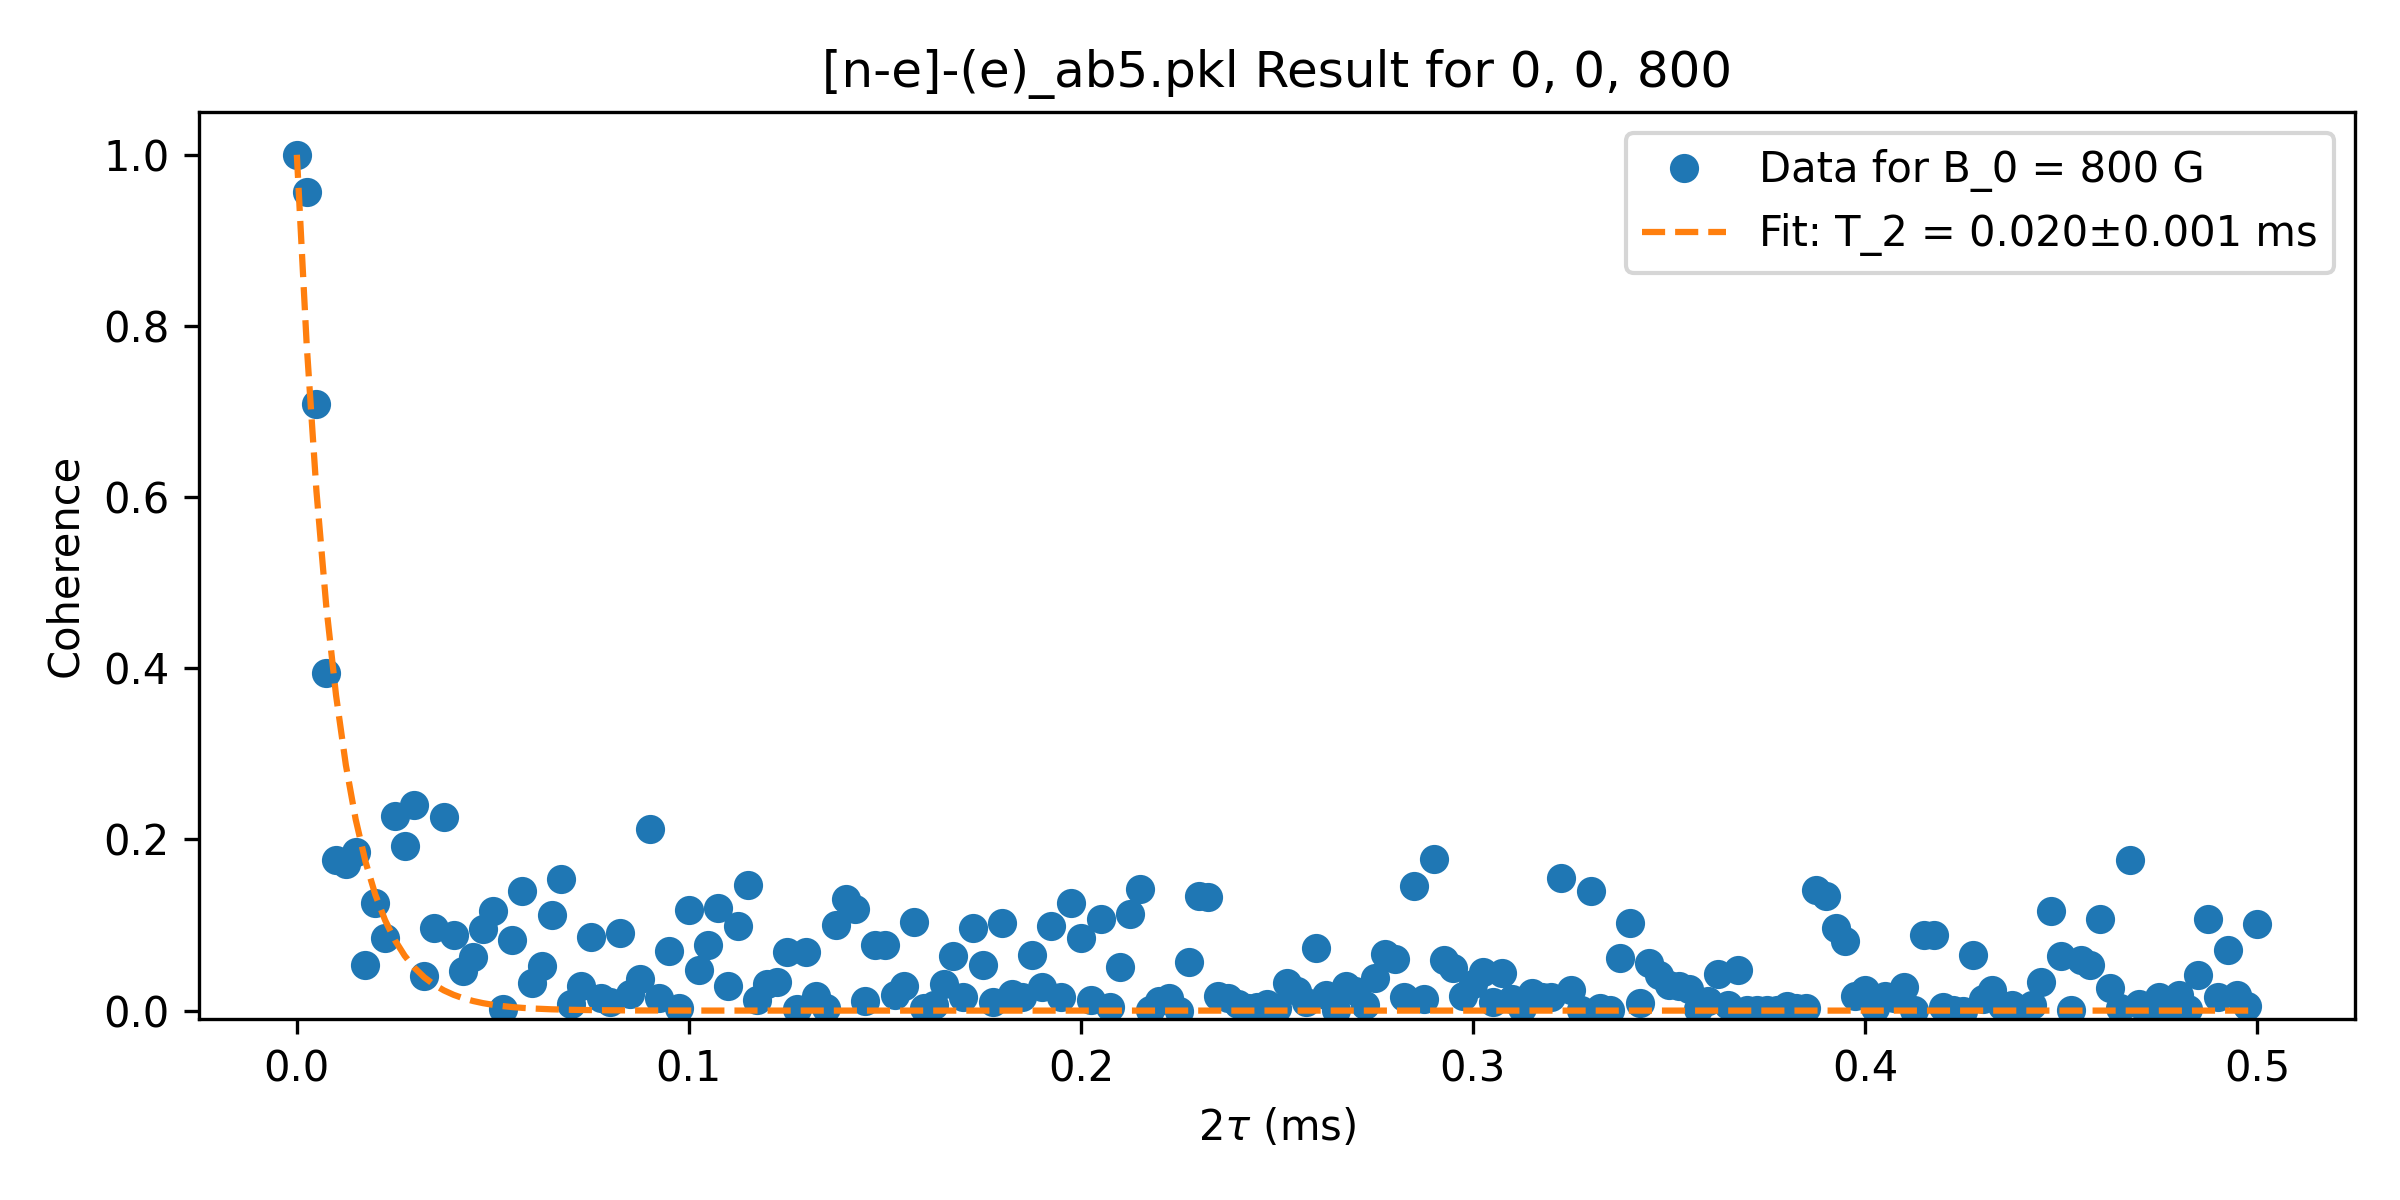 [n-e]-(e)_ab5.pkl Result for 0, 0, 800
Data for B_0 = 800 G
Fit: T_2 = 0.020±0.001 ms
Coherence
1.0
0.8
0.6
0.4
0.2
0.0
0.0 0.1 0.2 0.3 0.4 0.5
2τ (ms)